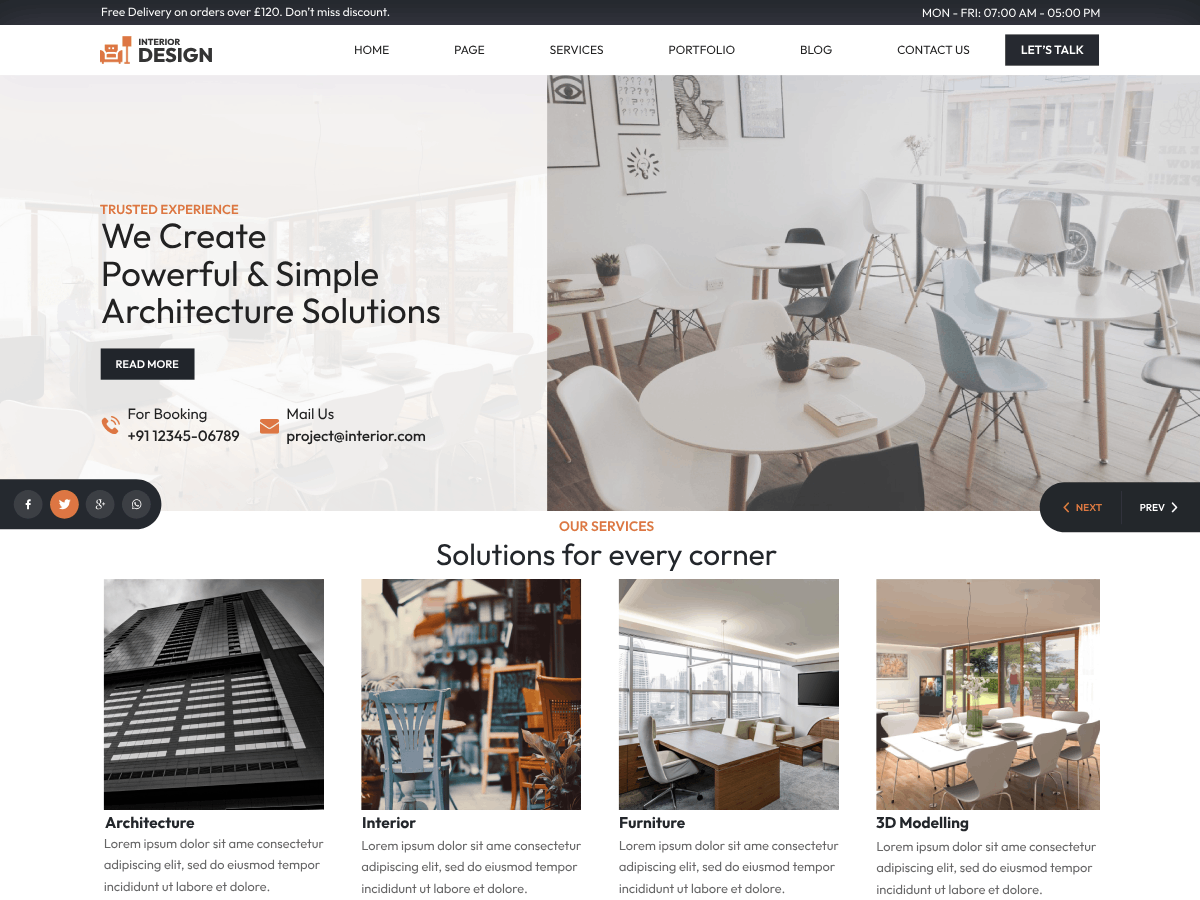 Free Delivery on orders over £120. Don't miss discount.
MON - FRI: 07:00 AM - 05:00 PM
INTERIOR
DESIGN
HOME
PAGE
SERVICES
PORTFOLIO
BLOG
CONTACT US
LET'S TALK
TRUSTED EXPERIENCE
We Create
Powerful & Simple
Architecture Solutions
READ MORE
For Booking
+91 12345-06789
Mail Us
project@interior.com
&
NEXT
PREV
OUR SERVICES
Solutions for every corner
Architecture
Lorem ipsum dolor sit ame consectetur
adipiscing elit, sed do eiusmod tempor
incididunt ut labore et dolore.
Interior
Lorem ipsum dolor sit ame consectetur
adipiscing elit, sed do eiusmod tempor
incididunt ut labore et dolore.
Furniture
Lorem ipsum dolor sit ame consectetur
adipiscing elit, sed do eiusmod tempor
incididunt ut labore et dolore.
3D Modelling
Lorem ipsum dolor sit ame consectetur
adipiscing elit, sed do eiusmod tempor
incididunt ut labore et dolore.